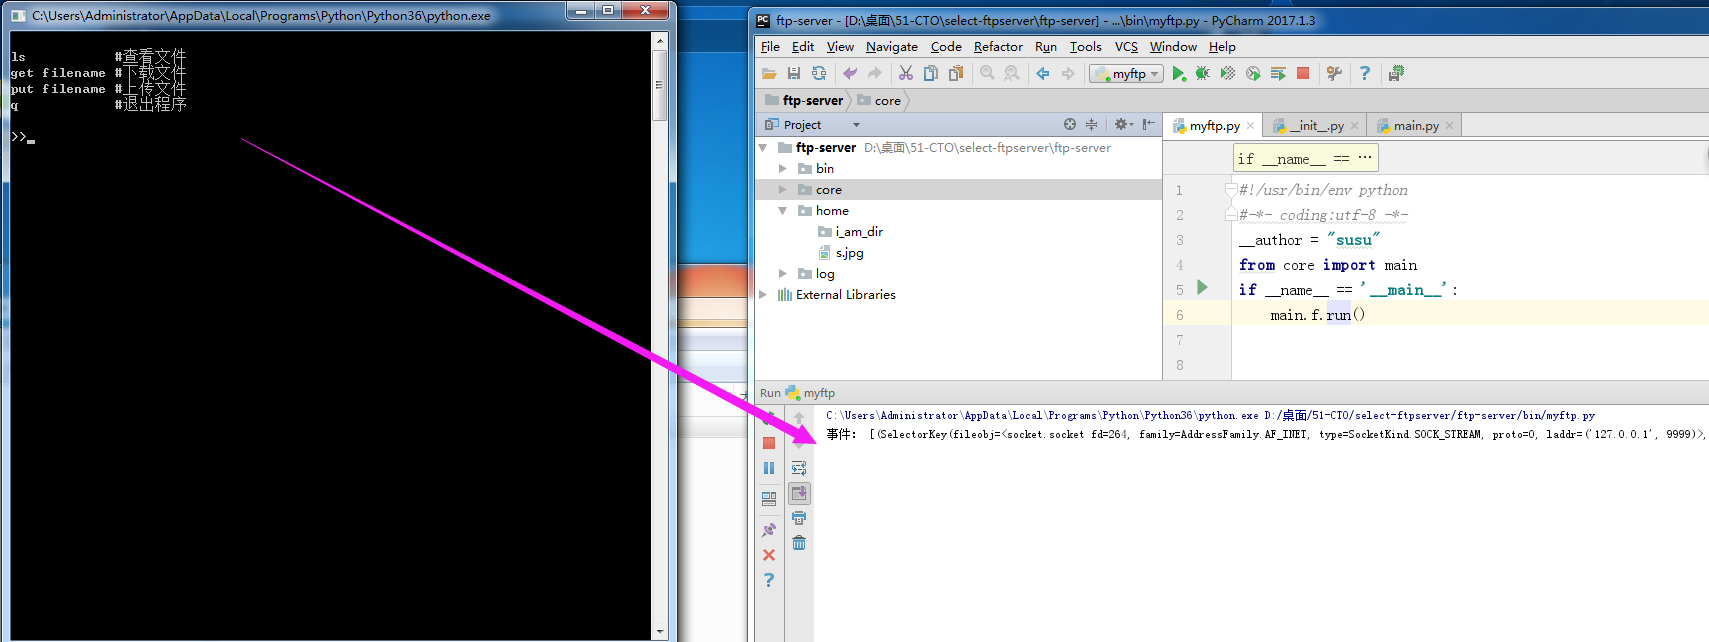 C:\Users\Administrator\AppData\Local\Programs\Python\Python36\python.exe
ls #查看文件
get filename #下载文件
put filename #上传文件
q #退出程序
>>
ftp-server - [D:\桌面\51-CTO\select-ftpserver\ftp-server] - ...\bin\myftp.py - PyCharm 2017.1.3
File Edit View Navigate Code Refactor Run Tools VCS Window Help
myftp
ftp-server core
Project
myftp.py __init__.py main.py
ftp-server D:\桌面\51-CTO\select-ftpserver\ftp-server
bin
core
home
i_am_dir
s.jpg
log
External Libraries
if __name__ == ...
1 #!/usr/bin/env python
2 #-*- coding:utf-8 -*-
3 __author = "susu"
4 from core import main
5 if __name__ == '__main__':
6 main.f.run()
7
8
Run myftp
C:\Users\Administrator\AppData\Local\Programs\Python\Python36\python.exe D:/桌面/51-CTO/select-ftpserver/ftp-server/bin/myftp.py
事件: [(SelectorKey(fileobj=<socket.socket fd=264, family=AddressFamily.AF_INET, type=SocketKind.SOCK_STREAM, proto=0, laddr=('127.0.0.1', 9999)>,